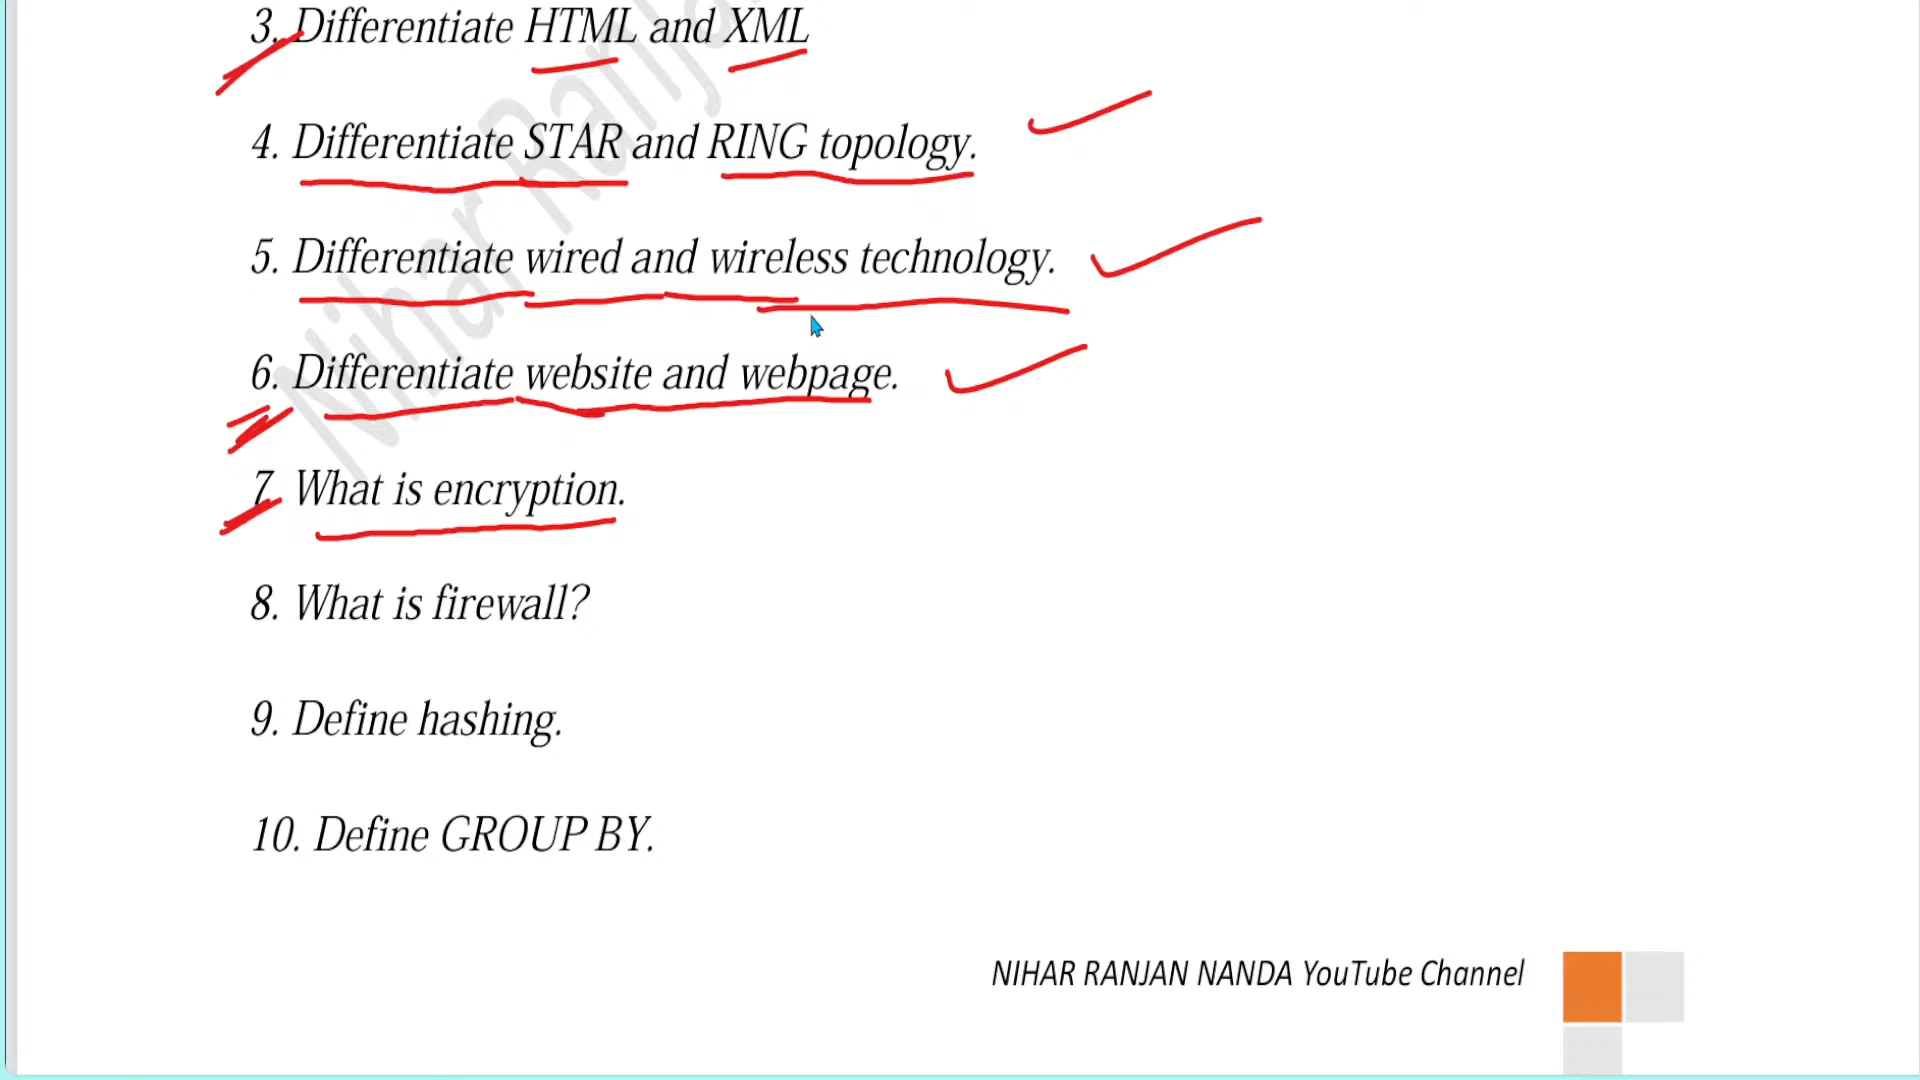 3. Differentiate HTML and XML
4. Differentiate STAR and RING topology.
5. Differentiate wired and wireless technology.
6. Differentiate website and webpage.
7. What is encryption.
8. What is firewall?
9. Define hashing.
10. Define GROUP BY.
Nihar Ranja
NIHAR RANJAN NANDA YouTube Channel